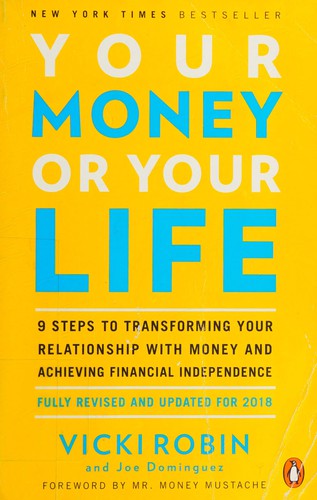 NEW YORK TIMES BESTSELLER
YOUR
MONEY
OR YOUR
LIFE
9 STEPS TO TRANSFORMING YOUR
RELATIONSHIP WITH MONEY AND
ACHIEVING FINANCIAL INDEPENDENCE
FULLY REVISED AND UPDATED FOR 2018
VICKI ROBIN
and Joe Dominguez
FOREWORD BY MR. MONEY MUSTACHE